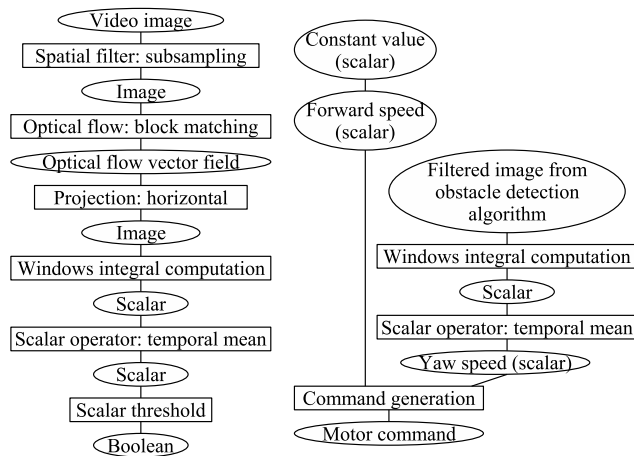 Video image
Spatial filter: subsampling
Image
Optical flow: block matching
Optical flow vector field
Projection: horizontal
Image
Windows integral computation
Scalar
Scalar operator: temporal mean
Scalar
Scalar threshold
Boolean
Constant value
(scalar)
Forward speed
(scalar)
Filtered image from
obstacle detection
algorithm
Windows integral computation
Scalar
Scalar operator: temporal mean
Yaw speed (scalar)
Command generation
Motor command